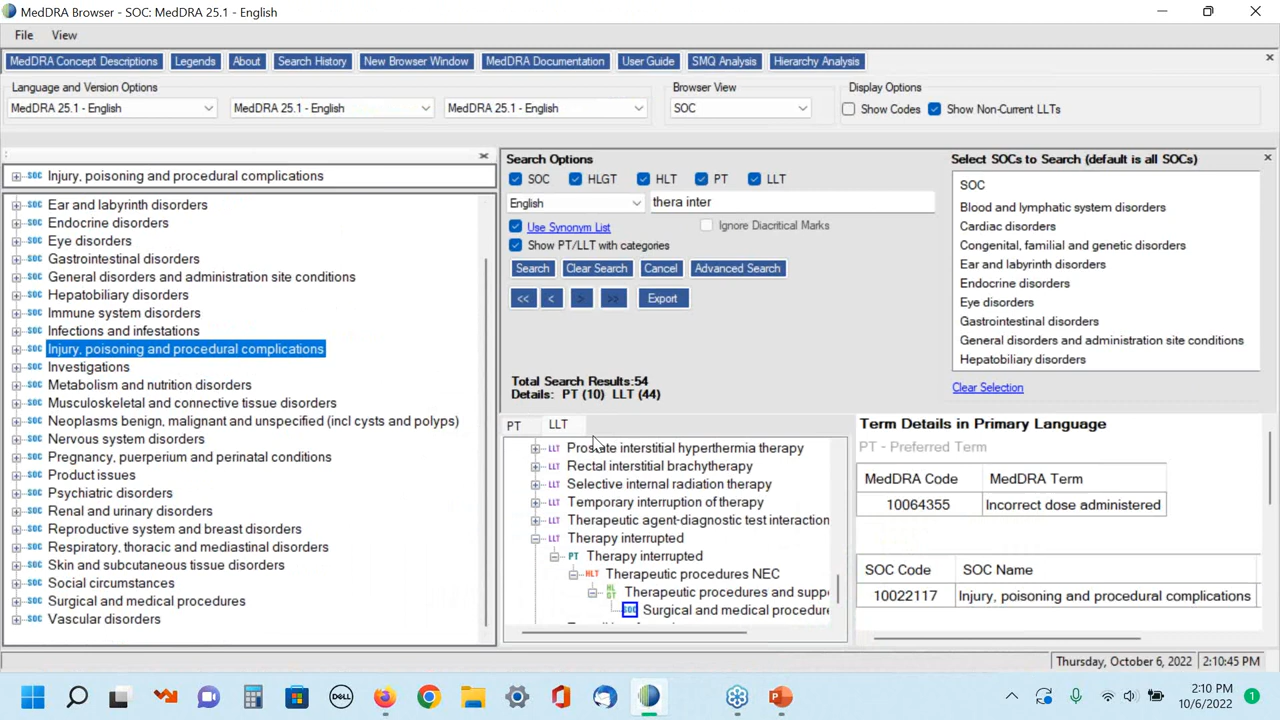 MedDRA Browser - SOC: MedDRA 25.1 - English
File View
MedDRA Concept Descriptions Legends About Search History New Browser Window MedDRA Documentation User Guide SMQ Analysis Hierarchy Analysis
Language and Version Options Browser View Display Options
MedDRA 25.1 - English MedDRA 25.1 - English MedDRA 25.1 - English SOC Show Codes Show Non-Current LLTs
SOC Injury, poisoning and procedural complications
SOC Ear and labyrinth disorders
SOC Endocrine disorders
SOC Eye disorders
SOC Gastrointestinal disorders
SOC General disorders and administration site conditions
SOC Hepatobiliary disorders
SOC Immune system disorders
SOC Infections and infestations
SOC Injury, poisoning and procedural complications
SOC Investigations
SOC Metabolism and nutrition disorders
SOC Musculoskeletal and connective tissue disorders
SOC Neoplasms benign, malignant and unspecified (incl cysts and polyps)
SOC Nervous system disorders
SOC Pregnancy, puerperium and perinatal conditions
SOC Product issues
SOC Psychiatric disorders
SOC Renal and urinary disorders
SOC Reproductive system and breast disorders
SOC Respiratory, thoracic and mediastinal disorders
SOC Skin and subcutaneous tissue disorders
SOC Social circumstances
SOC Surgical and medical procedures
SOC Vascular disorders
Search Options
SOC HLGT HLT PT LLT
English thera inter
Use Synonym List Ignore Diacritical Marks
Show PT/LLT with categories
Search Clear Search Cancel Advanced Search
<< < > >> Export
Total Search Results:54
Details: PT (10) LLT (44)
Select SOCs to Search (default is all SOCs)
SOC
Blood and lymphatic system disorders
Cardiac disorders
Congenital, familial and genetic disorders
Ear and labyrinth disorders
Endocrine disorders
Eye disorders
Gastrointestinal disorders
General disorders and administration site conditions
Hepatobiliary disorders
Clear Selection
PT LLT
LLT Prostate interstitial hyperthermia therapy
LLT Rectal interstitial brachytherapy
LLT Selective internal radiation therapy
LLT Temporary interruption of therapy
LLT Therapeutic agent-diagnostic test interaction
LLT Therapy interrupted
PT Therapy interrupted
HLT Therapeutic procedures NEC
HLGT Therapeutic procedures and supp
SOC Surgical and medical procedure
Term Details in Primary Language
PT - Preferred Term
MedDRA Code MedDRA Term
10064355 Incorrect dose administered
SOC Code SOC Name
10022117 Injury, poisoning and procedural complications
Thursday, October 6, 2022 2:10:45 PM
DELL
2:10 PM
10/6/2022
1